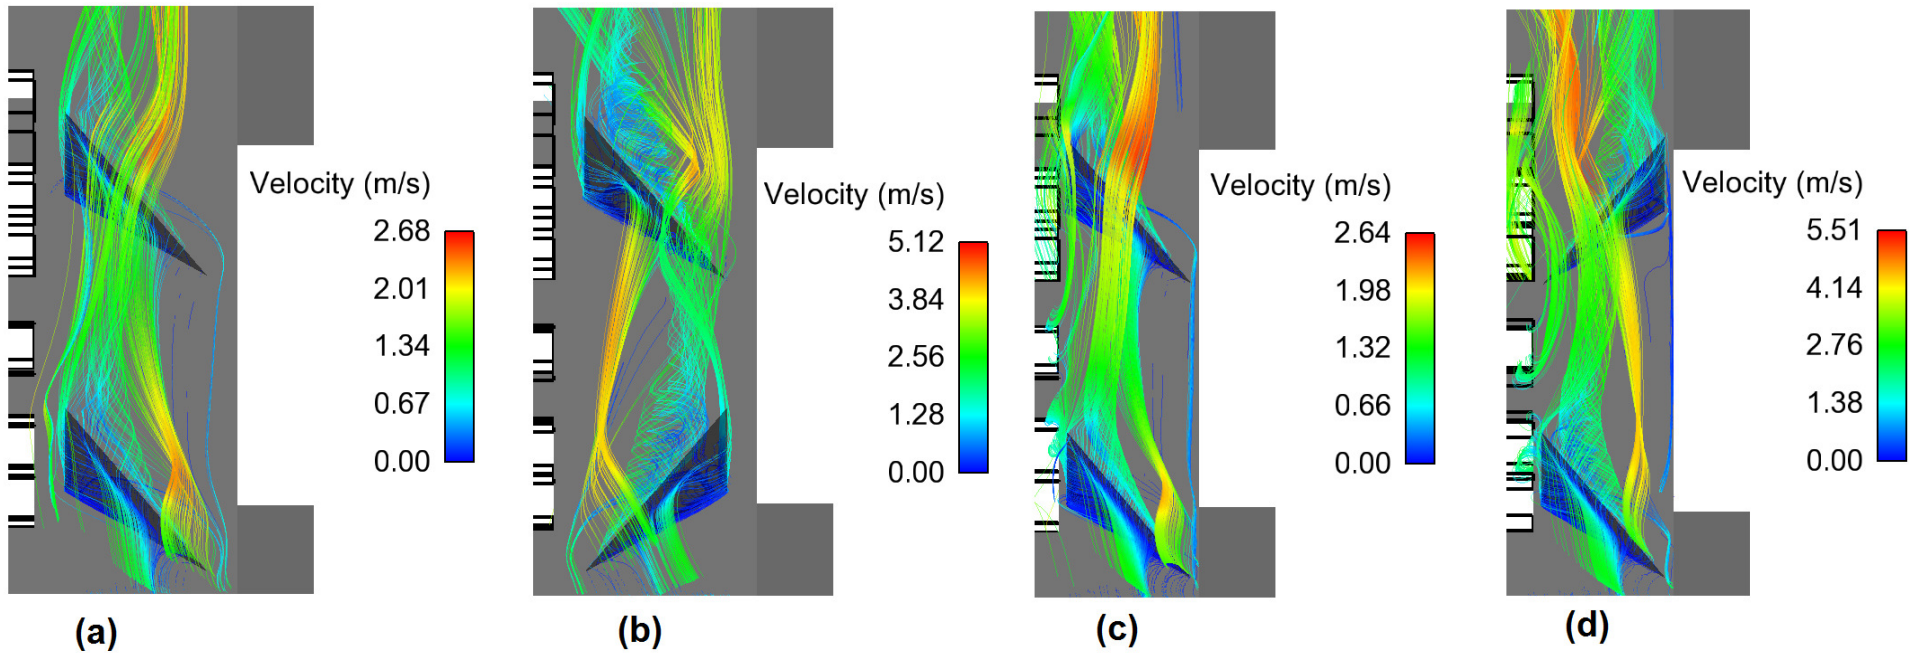 Velocity (m/s)
2.68
2.01
1.34
0.67
0.00
(a)
Velocity (m/s)
5.12
3.84
2.56
1.28
0.00
(b)
Velocity (m/s)
2.64
1.98
1.32
0.66
0.00
(c)
Velocity (m/s)
5.51
4.14
2.76
1.38
0.00
(d)